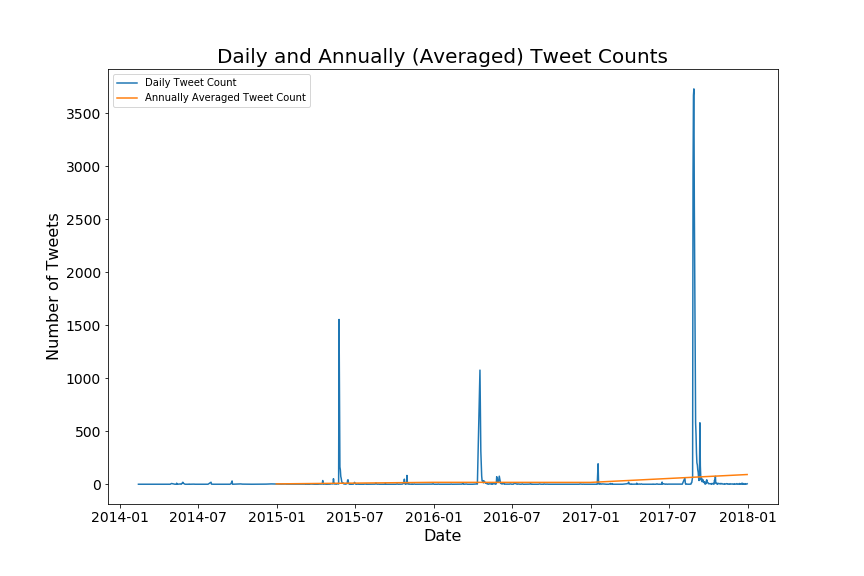 Daily and Annually (Averaged) Tweet Counts
Daily Tweet Count
Annually Averaged Tweet Count
Number of Tweets
3500
3000
2500
2000
1500
1000
500
0
2014-01 2014-07 2015-01 2015-07 2016-01 2016-07 2017-01 2017-07 2018-01
Date